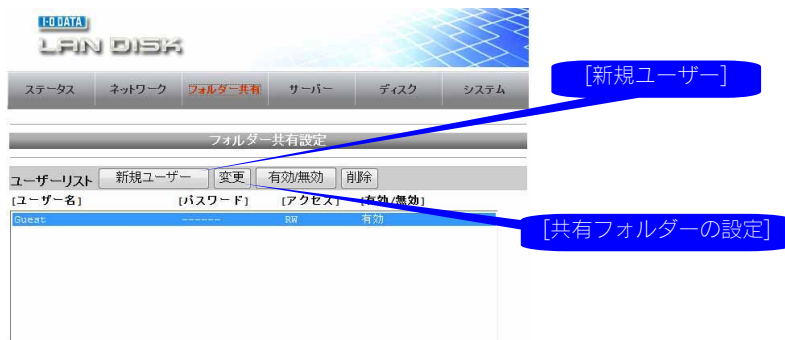 I-O DATA
LAN DISK
ステータス ネットワーク フォルダー共有 サーバー ディスク システム
[新規ユーザー]
フォルダー共有設定
ユーザーリスト 新規ユーザー 変更 有効/無効 削除
[ユーザー名] [パスワード] [アクセス] [有効/無効]
Guest ------ RW 有効
[共有フォルダーの設定]